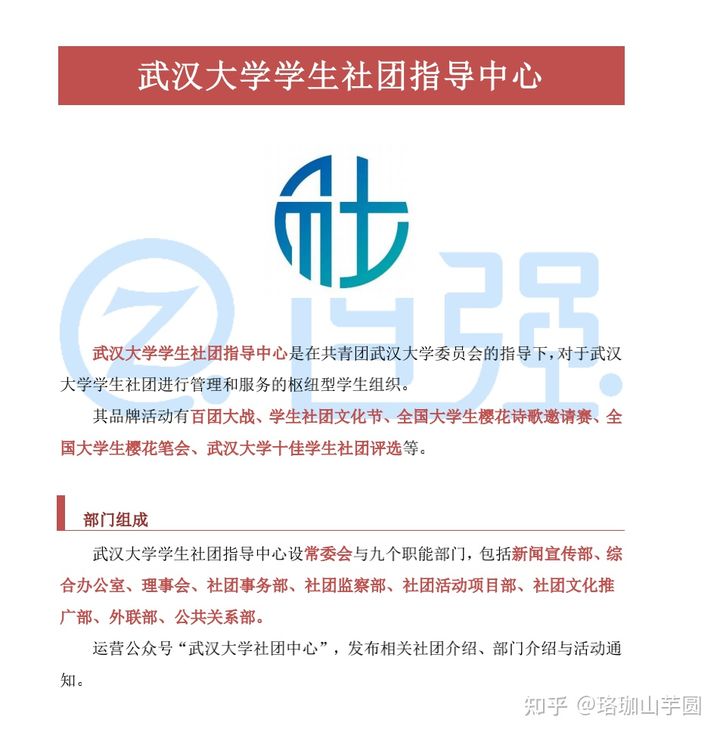 武汉大学学生社团指导中心
社
自强
武汉大学学生社团指导中心是在共青团武汉大学委员会的指导下，对于武汉
大学学生社团进行管理和服务的枢纽型学生组织。
其品牌活动有百团大战、学生社团文化节、全国大学生樱花诗歌邀请赛、全
国大学生樱花笔会、武汉大学十佳学生社团评选等。
部门组成
武汉大学学生社团指导中心设常委会与九个职能部门，包括新闻宣传部、综
合办公室、理事会、社团事务部、社团监察部、社团活动项目部、社团文化推
广部、外联部、公共关系部。
运营公众号“武汉大学社团中心”，发布相关社团介绍、部门介绍与活动通
知。
知乎 @珞珈山芋圆